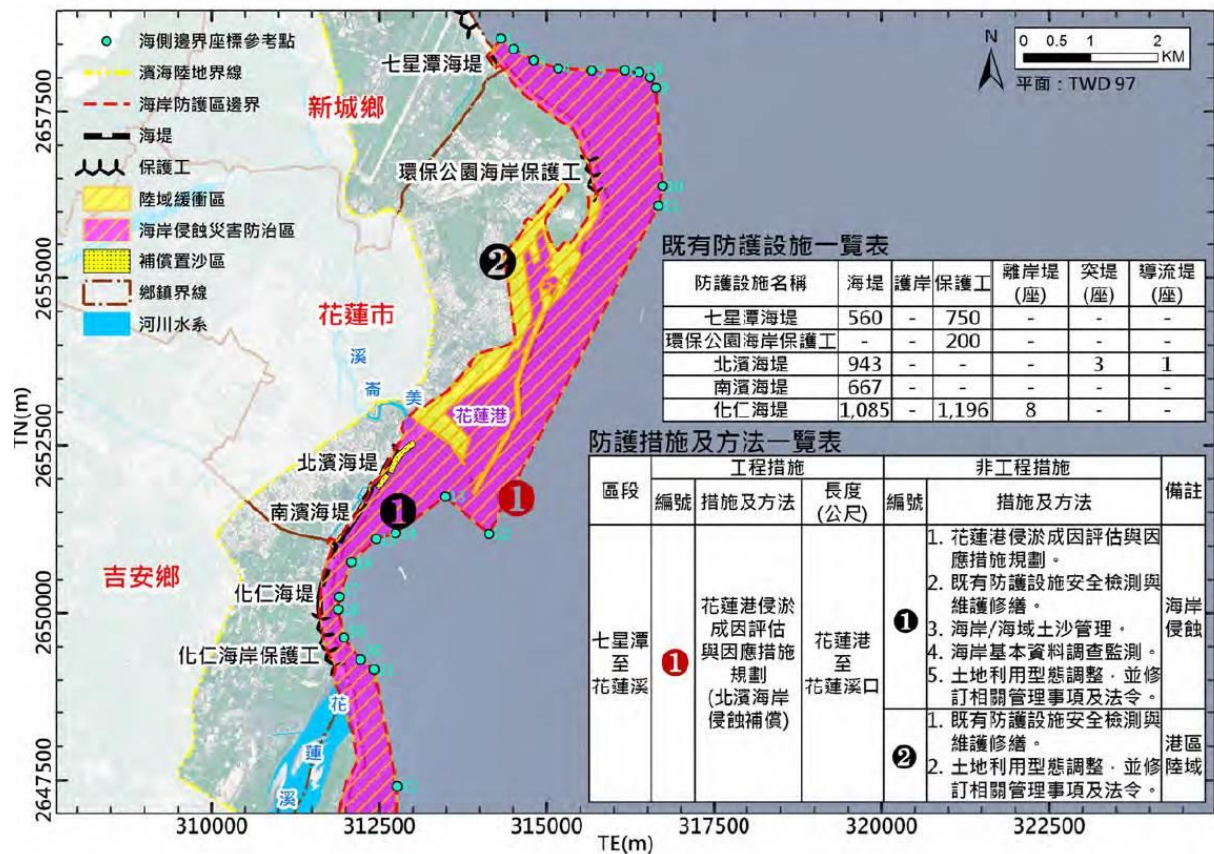 海側邊界座標參考點
濱海陸地界線
海岸防護區邊界
海堤
保護工
陸域緩衝區
海岸侵蝕災害防治區
補償置沙區
鄉鎮界線
河川水系
N
0 0.5 1 2
KM
平面：TWD 97
七星潭海堤
新城鄉
環保公園海岸保護工
❷
花蓮市
溪
崙
美
花蓮港
北濱海堤
南濱海堤
❶
❶
吉安鄉
化仁海堤
化仁海岸保護工
花
蓮
溪
既有防護設施一覽表
防護設施名稱 海堤 護岸 保護工 離岸堤(座) 突堤(座) 導流堤(座)
七星潭海堤 560 - 750 - - -
環保公園海岸保護工 - - 200 - - -
北濱海堤 943 - - - 3 1
南濱海堤 667 - - - - -
化仁海堤 1,085 - 1,196 8 - -
防護措施及方法一覽表
區段 工程措施 非工程措施 備註
編號 措施及方法 長度(公尺) 編號 措施及方法
七星潭
至
花蓮溪
❶
花蓮港侵淤
成因評估
與因應措施
規劃
(北濱海岸
侵蝕補償)
花蓮港
至
花蓮溪口
❶
1. 花蓮港侵淤成因評估與因
應措施規劃。
2. 既有防護設施安全檢測與
維護修繕。
3. 海岸/海域土沙管理。
4. 海岸基本資料調查監測。
5. 土地利用型態調整，並修
訂相關管理事項及法令。
海岸
侵蝕
❷
1. 既有防護設施安全檢測與
維護修繕。
2. 土地利用型態調整，並修
訂相關管理事項及法令。
港區
陸域
TN(m)
2657500
2655000
2652500
2650000
2647500
310000 312500 315000 317500 320000 322500
TE(m)